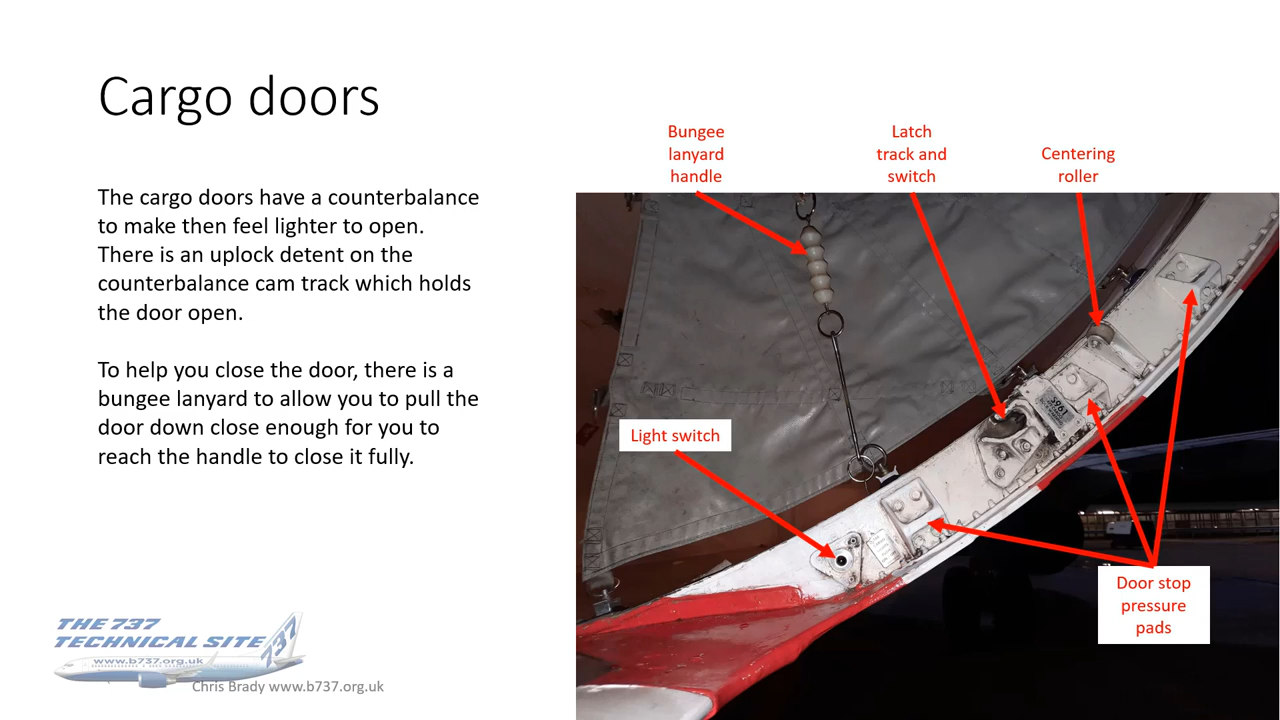 Cargo doors
The cargo doors have a counterbalance
to make then feel lighter to open.
There is an uplock detent on the
counterbalance cam track which holds
the door open.
To help you close the door, there is a
bungee lanyard to allow you to pull the
door down close enough for you to
reach the handle to close it fully.
Bungee
lanyard
handle
Latch
track and
switch
Centering
roller
Light switch
S961
Door stop
pressure
pads
THE 737
TECHNICAL SITE
737
www.b737.org.uk
Chris Brady www.b737.org.uk